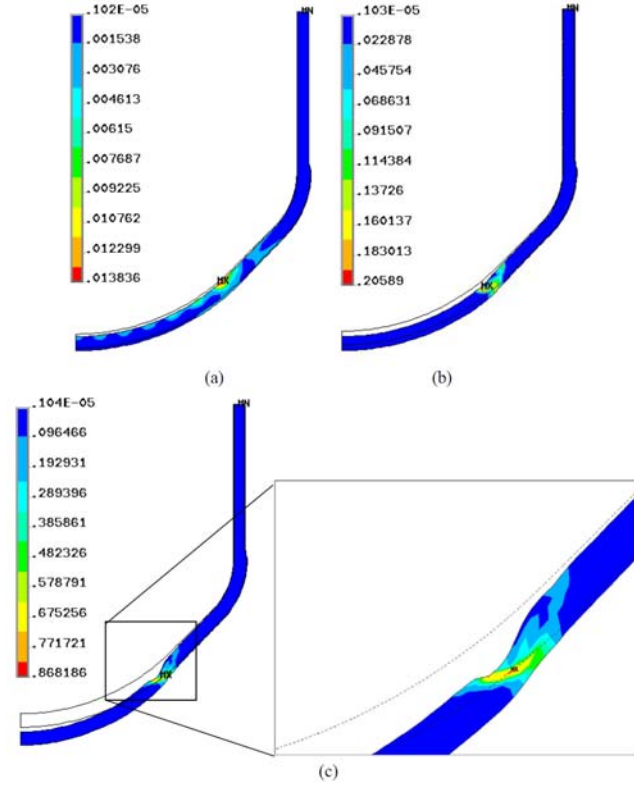 .102E-05
.001538
.003076
.004613
.00615
.007687
.009225
.010762
.012299
.013836
MN
MX
(a)
.103E-05
.022878
.045754
.068631
.091507
.114384
.13726
.160137
.183013
.20589
MN
MX
(b)
.104E-05
.096466
.192931
.289396
.385861
.482326
.578791
.675256
.771721
.868186
MN
MX
MX
(c)